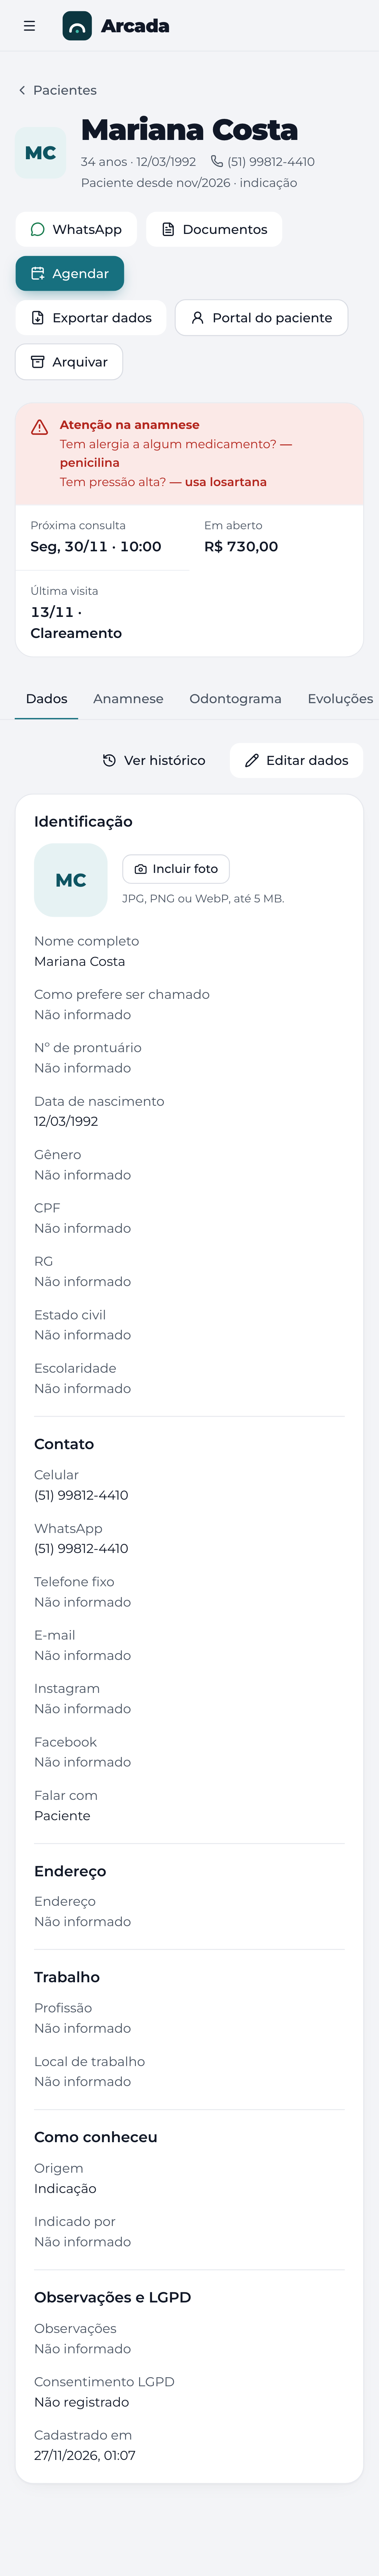 Arcada
Pacientes
MC
Mariana Costa
34 anos · 12/03/1992 (51) 99812-4410
Paciente desde nov/2026 · indicação
WhatsApp
Documentos
Agendar
Exportar dados
Portal do paciente
Arquivar
Atenção na anamnese
Tem alergia a algum medicamento? —
penicilina
Tem pressão alta? — usa losartana
Próxima consulta
Seg, 30/11 · 10:00
Em aberto
R$ 730,00
Última visita
13/11 ·
Clareamento
Dados Anamnese Odontograma Evoluções
Ver histórico
Editar dados
Identificação
MC
Incluir foto
JPG, PNG ou WebP, até 5 MB.
Nome completo
Mariana Costa
Como prefere ser chamado
Não informado
Nº de prontuário
Não informado
Data de nascimento
12/03/1992
Gênero
Não informado
CPF
Não informado
RG
Não informado
Estado civil
Não informado
Escolaridade
Não informado
Contato
Celular
(51) 99812-4410
WhatsApp
(51) 99812-4410
Telefone fixo
Não informado
E-mail
Não informado
Instagram
Não informado
Facebook
Não informado
Falar com
Paciente
Endereço
Endereço
Não informado
Trabalho
Profissão
Não informado
Local de trabalho
Não informado
Como conheceu
Origem
Indicação
Indicado por
Não informado
Observações e LGPD
Observações
Não informado
Consentimento LGPD
Não registrado
Cadastrado em
27/11/2026, 01:07